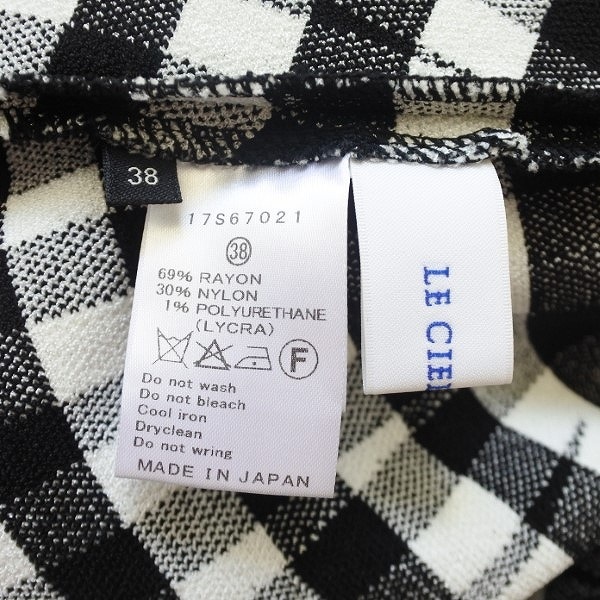 38
17S67021
38
69% RAYON
30% NYLON
1% POLYURETHANE
(LYCRA)
F
Do not wash
Do not bleach
Cool iron
Dryclean
Do not wring
MADE IN JAPAN
LE CIE